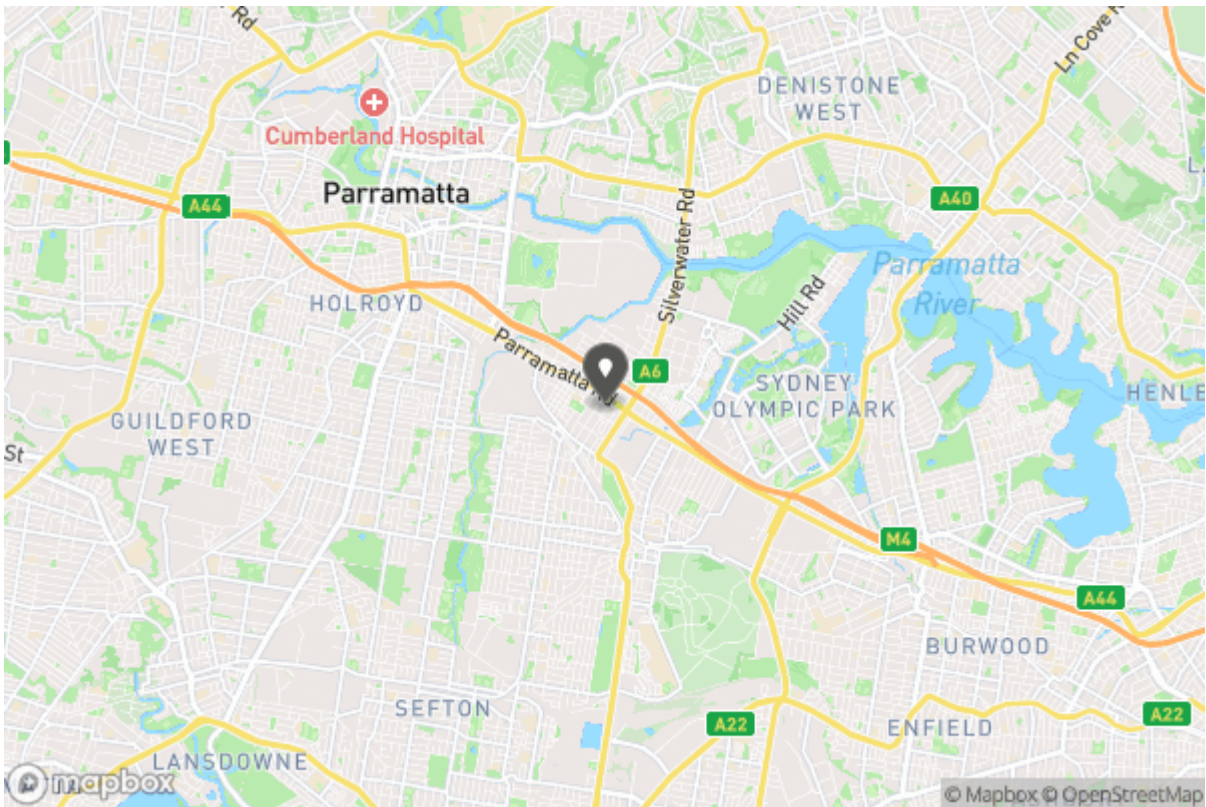 Rd
Ln Cove R
DENISTONE
WEST
Cumberland Hospital
Parramatta
A44
A40
Silverwater Rd
Parramatta
River
Hill Rd
HOLROYD
Parramatta Rd
A6
SYDNEY
OLYMPIC PARK
HENLE
GUILDFORD
WEST
St
M4
A44
BURWOOD
SEFTON
A22
ENFIELD
A22
LANSDOWNE
mapbox
© Mapbox © OpenStreetMap